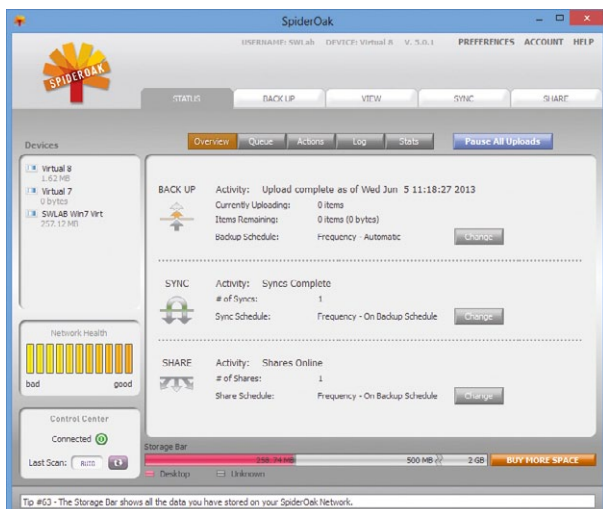 SpiderOak
SPIDEROAK
USERNAME: SWLab DEVICE: Virtual 8 V. 5.0.1 PREFERENCES ACCOUNT HELP
STATUS BACK UP VIEW SYNC SHARE
Devices
Overview Queue Actions Log Stats Pause All Uploads
Virtual 8
1.62 MB
Virtual 7
0 bytes
SWLAB Win7 Virt
257.12 MB
BACK UP Activity: Upload complete as of Wed Jun 5 11:18:27 2013
Currently Uploading: 0 items
Items Remaining: 0 items (0 bytes)
Backup Schedule: Frequency - Automatic Change
SYNC Activity: Syncs Complete
# of Syncs: 1
Sync Schedule: Frequency - On Backup Schedule Change
SHARE Activity: Shares Online
# of Shares: 1
Share Schedule: Frequency - On Backup Schedule Change
Network Health
bad good
Control Center
Connected
Last Scan: AUTO
Storage Bar
258.74 MB 500 MB 2 GB BUY MORE SPACE
Desktop Unknown
Tip #63 - The Storage Bar shows all the data you have stored on your SpiderOak Network.